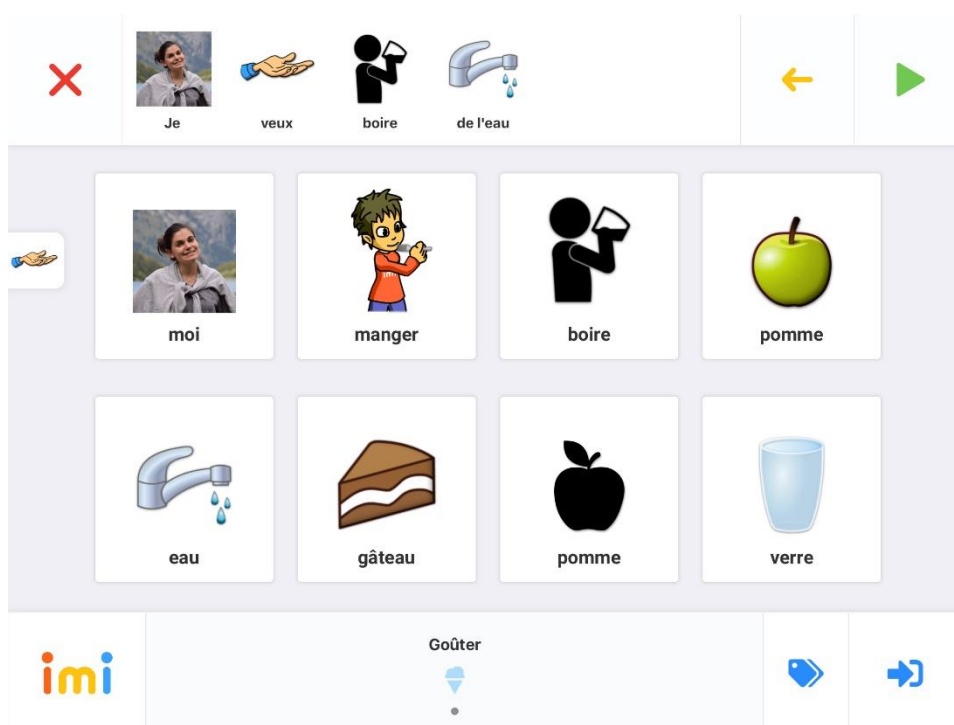 Je veux boire de l'eau
moi manger boire pomme
eau gâteau pomme verre
imi
Goûter